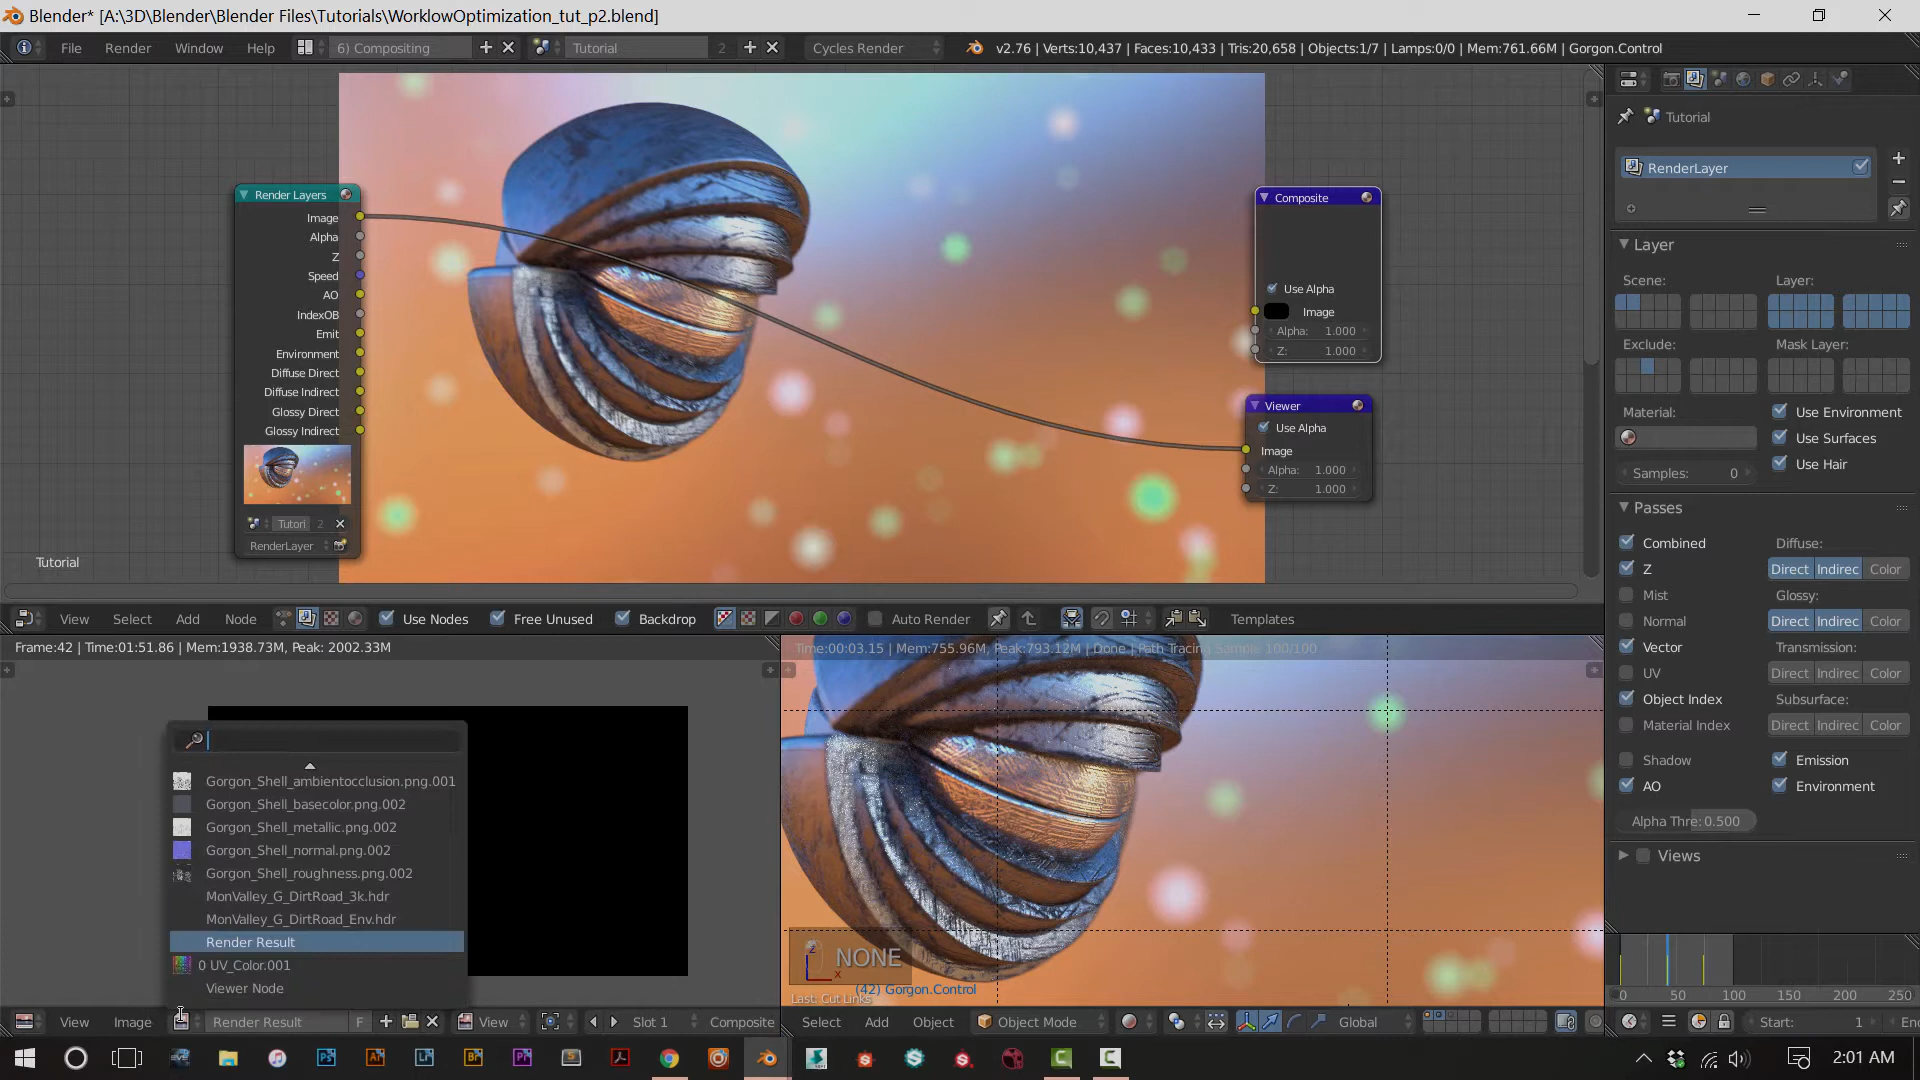 Blender* [A:\3D\Blender\Blender Files\Tutorials\WorklowOptimization_tut_p2.blend]
File Render Window Help 6) Compositing Tutorial 2 Cycles Render v2.76 | Verts:10,437 | Faces:10,433 | Tris:20,658 | Objects:1/7 | Lamps:0/0 | Mem:761.66M | Gorgon.Control
Render Layers
Image
Alpha
Z
Speed
AO
IndexOB
Emit
Environment
Diffuse Direct
Diffuse Indirect
Glossy Direct
Glossy Indirect
Tutori 2
RenderLayer
Tutorial
Composite
Use Alpha
Image
Alpha: 1.000
Z: 1.000
Viewer
Use Alpha
Image
Alpha: 1.000
Z: 1.000
View Select Add Node Use Nodes Free Unused Backdrop Auto Render Templates
Frame:42 | Time:01:51.86 | Mem:1938.73M, Peak: 2002.33M
Gorgon_Shell_ambientocclusion.png.001
Gorgon_Shell_basecolor.png.002
Gorgon_Shell_metallic.png.002
Gorgon_Shell_normal.png.002
Gorgon_Shell_roughness.png.002
MonValley_G_DirtRoad_3k.hdr
MonValley_G_DirtRoad_Env.hdr
Render Result
0 UV_Color.001
Viewer Node
View Image Render Result F View Slot 1 Composite
Time:00:03.15 | Mem:755.96M, Peak:793.12M | Done | Path Tracing Sample 100/100
NONE
(42) Gorgon.Control
Last: Cut Links
Select Add Object Object Mode Global
Tutorial
RenderLayer
Layer
Scene: Layer:
Exclude: Mask Layer:
Material: Use Environment
Use Surfaces
Samples: 0 Use Hair
Passes
Combined Diffuse:
Z Direct Indirec Color
Mist Glossy:
Normal Direct Indirec Color
Vector Transmission:
UV Direct Indirec Color
Object Index Subsurface:
Material Index Direct Indirec Color
Shadow Emission
AO Environment
Alpha Thre: 0.500
Views
0 50 100 150 200 250
Start: 1 En
2:01 AM